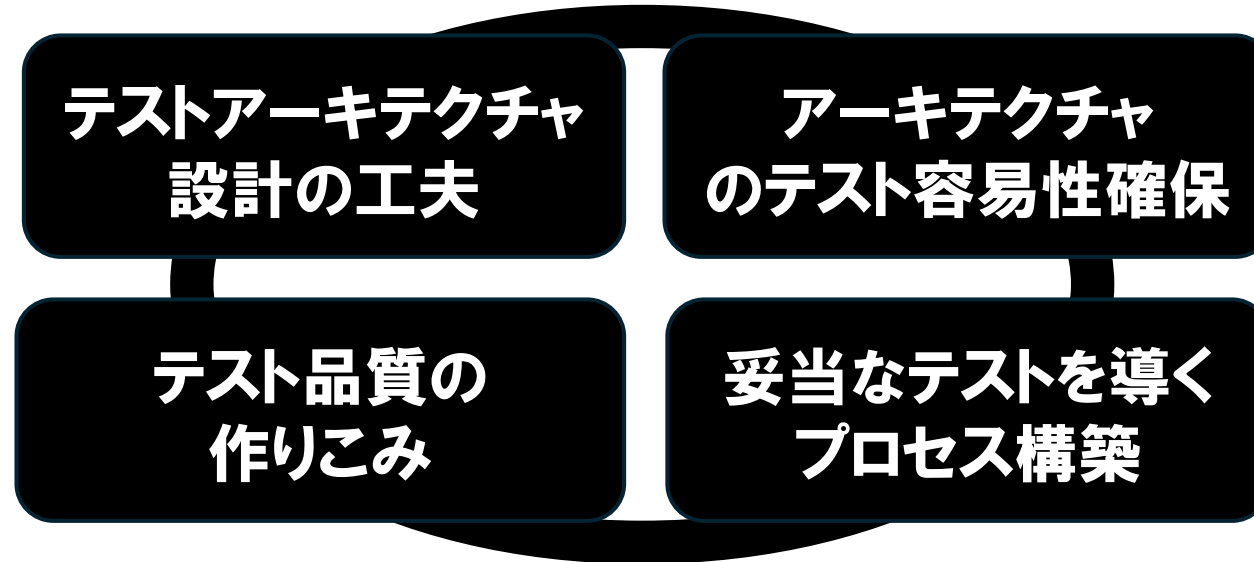 テストアーキテクチャ
設計の工夫
アーキテクチャ
のテスト容易性確保
テスト品質の
作りこみ
妥当なテストを導く
プロセス構築